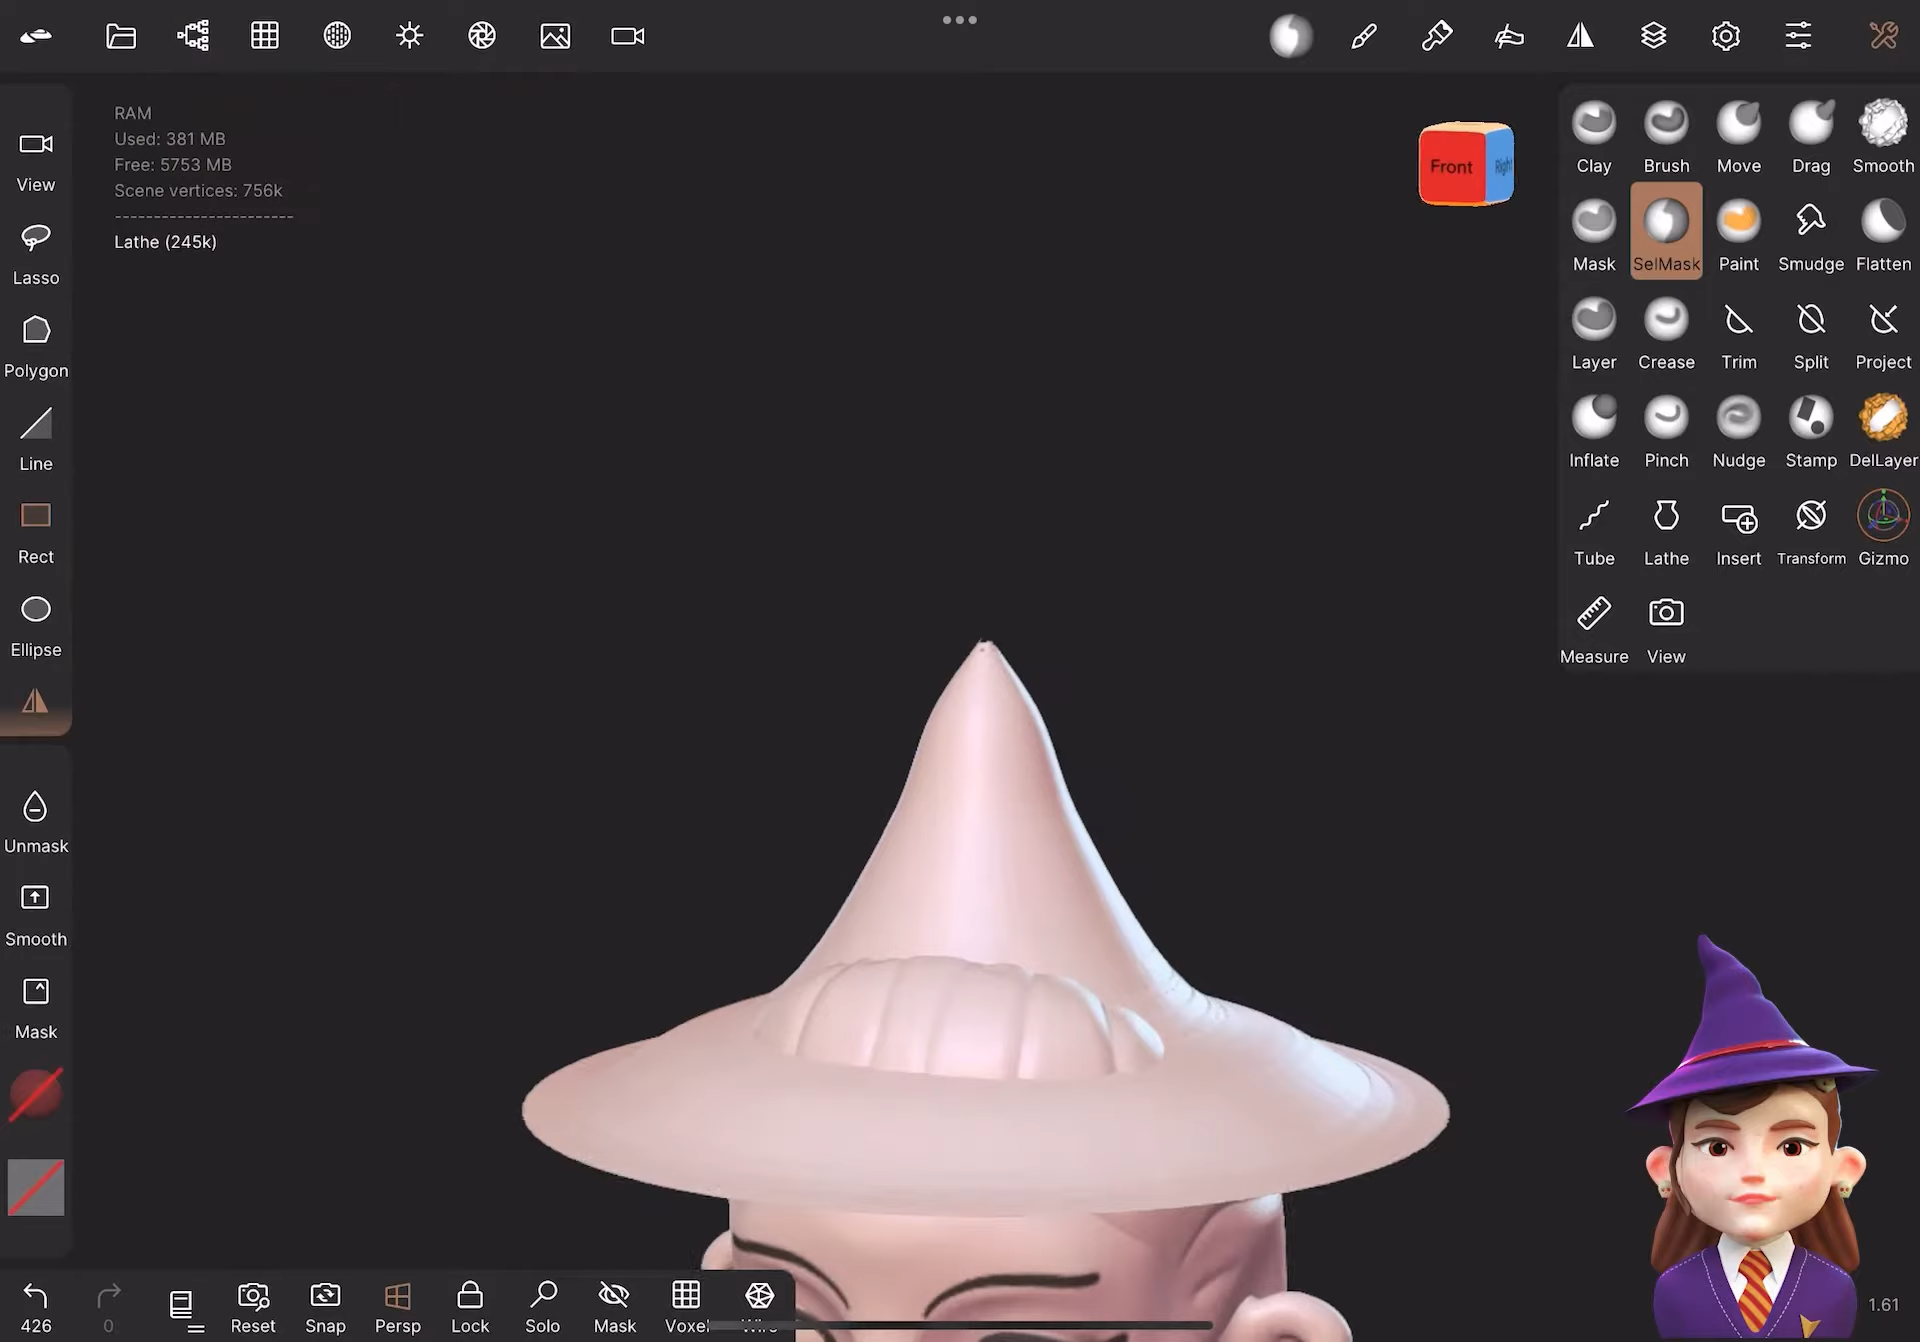 RAM
Used: 381 MB
Free: 5753 MB
Scene vertices: 756k
-----------------------
Lathe (245k)
Front
Right
View
Lasso
Polygon
Line
Rect
Ellipse
Unmask
Smooth
Mask
Clay Brush Move Drag Smooth
Mask SelMask Paint Smudge Flatten
Layer Crease Trim Split Project
Inflate Pinch Nudge Stamp DelLayer
Tube Lathe Insert Transform Gizmo
Measure View
426 0 Reset Snap Persp Lock Solo Mask Voxel Wire
1.61